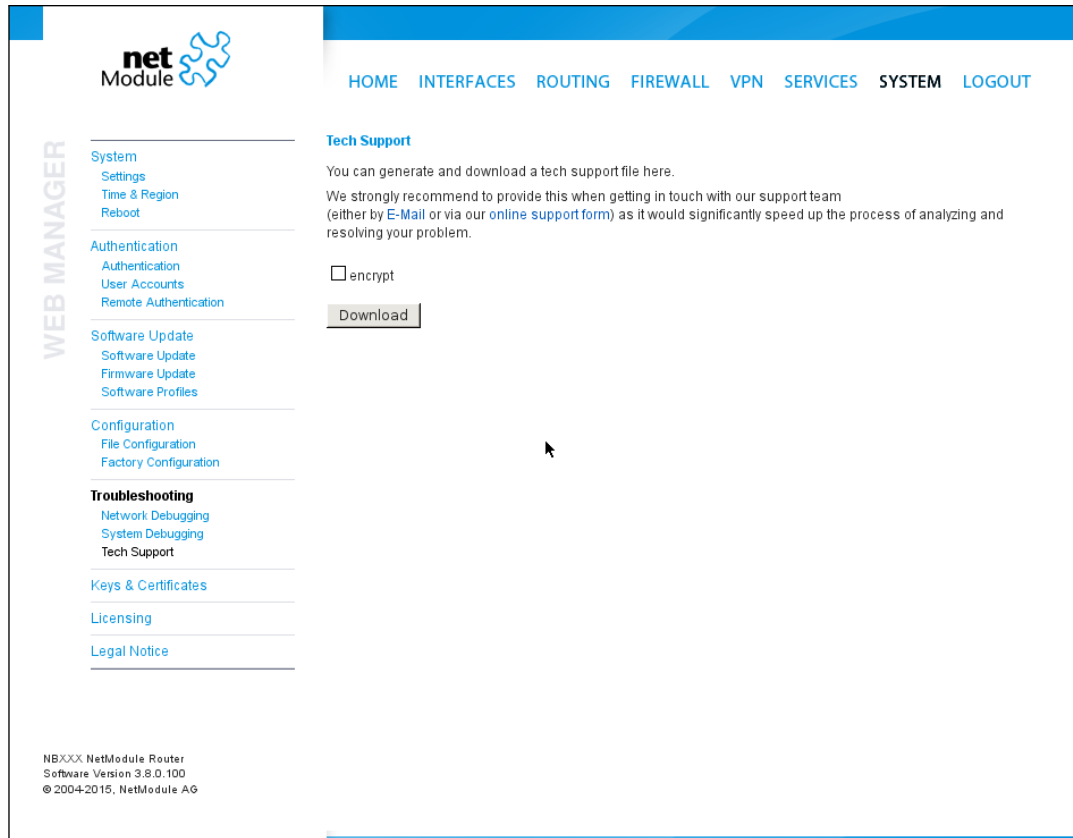 net
Module
HOME INTERFACES ROUTING FIREWALL VPN SERVICES SYSTEM LOGOUT
WEB MANAGER
System
Settings
Time & Region
Reboot
Authentication
Authentication
User Accounts
Remote Authentication
Software Update
Software Update
Firmware Update
Software Profiles
Configuration
File Configuration
Factory Configuration
Troubleshooting
Network Debugging
System Debugging
Tech Support
Keys & Certificates
Licensing
Legal Notice
Tech Support
You can generate and download a tech support file here.
We strongly recommend to provide this when getting in touch with our support team
(either by E-Mail or via our online support form) as it would significantly speed up the process of analyzing and
resolving your problem.
encrypt
Download
NBXXX NetModule Router
Software Version 3.8.0.100
© 2004-2015, NetModule AG